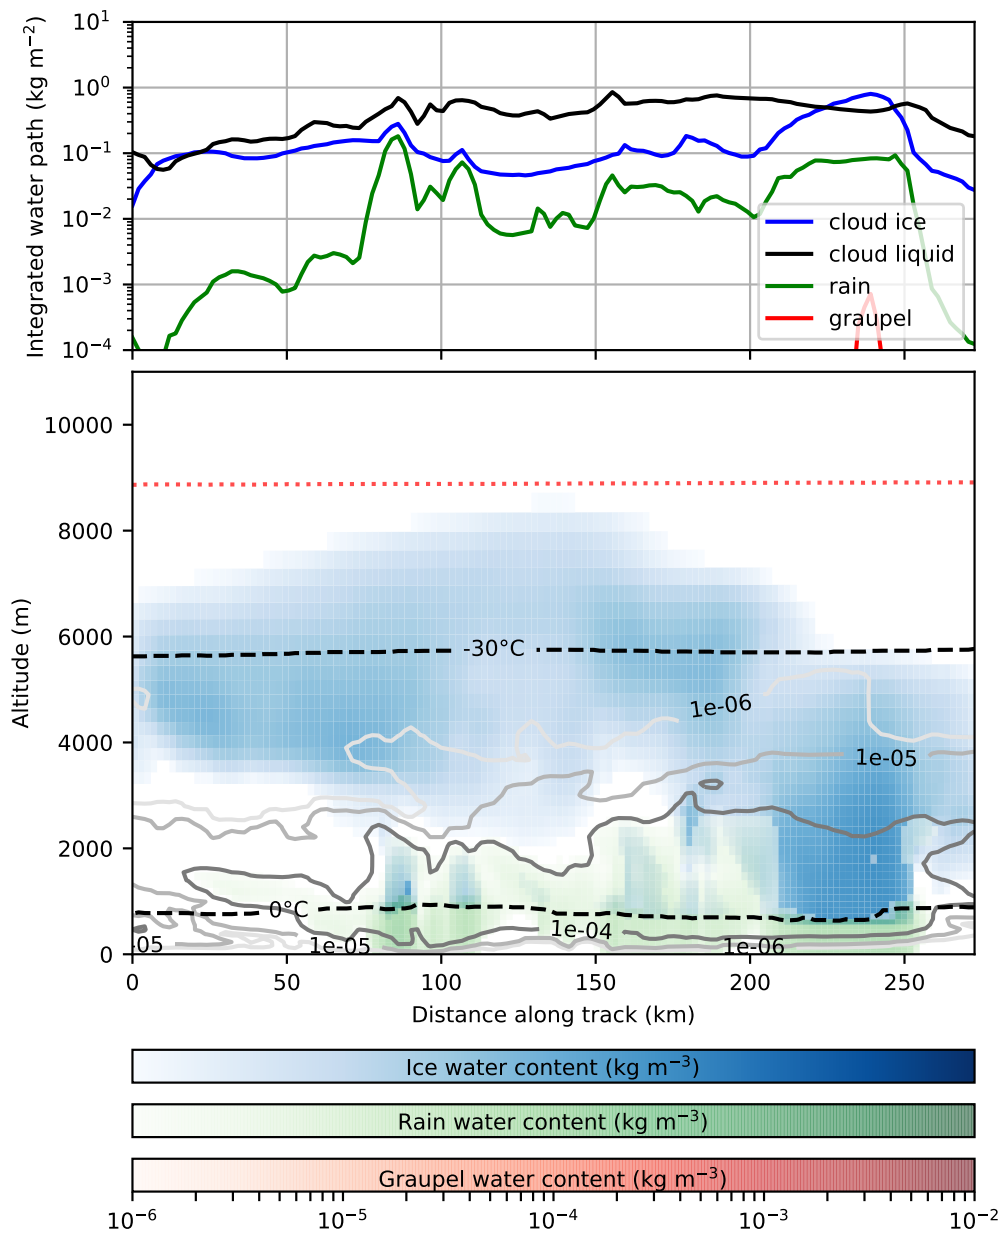 Integrated water path (kg m⁻²)
10¹
10⁰
10⁻¹
10⁻²
10⁻³
10⁻⁴
cloud ice
cloud liquid
rain
graupel
Altitude (m)
10000
8000
6000
4000
2000
0
-30°C
1e-06
1e-05
0°C
1e-04
-05
1e-05
1e-06
0 50 100 150 200 250
Distance along track (km)
Ice water content (kg m⁻³)
Rain water content (kg m⁻³)
Graupel water content (kg m⁻³)
10⁻⁶ 10⁻⁵ 10⁻⁴ 10⁻³ 10⁻²